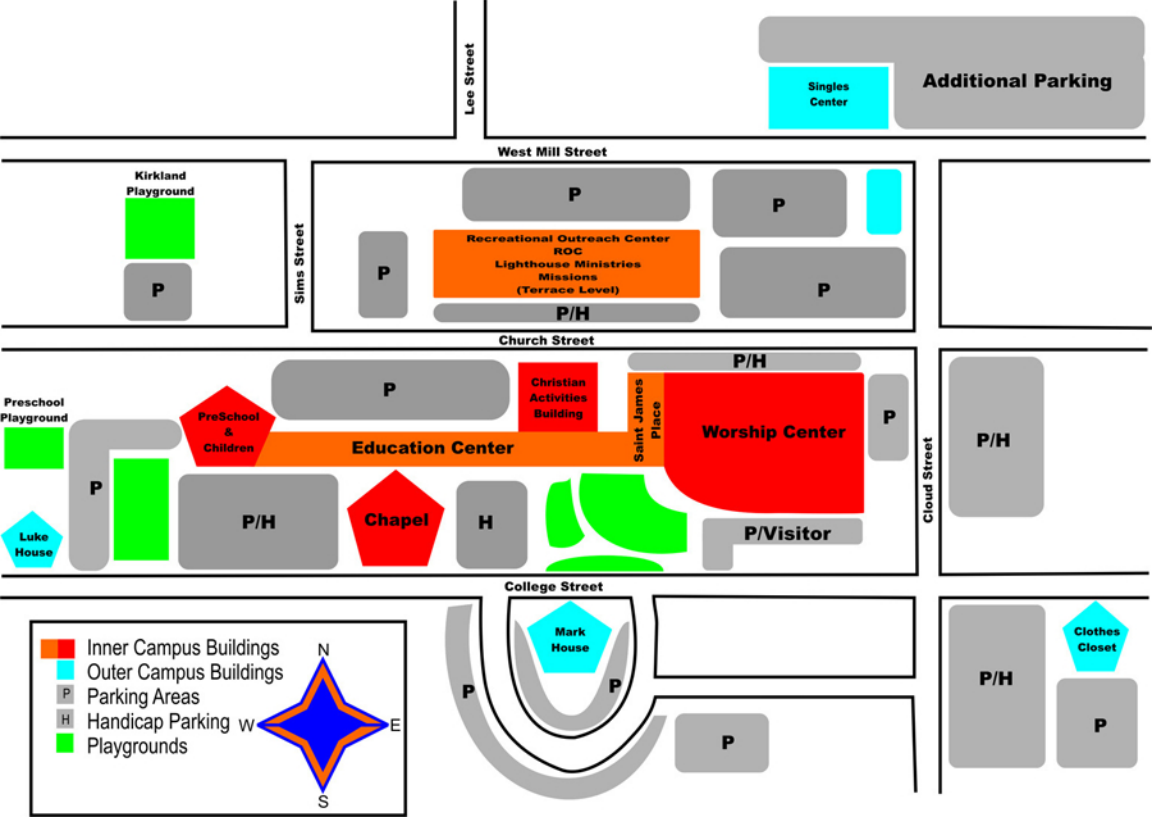 Lee Street
Singles
Center
Additional Parking
West Mill Street
Kirkland
Playground
P
Sims Street
P
P
P
Recreational Outreach Center
ROC
Lighthouse Ministries
Missions
(Terrace Level)
P/H
P
P
Church Street
Preschool
Playground
P
PreSchool
&
Children
P
Christian
Activities
Building
Education Center
Saint James
Place
P/H
Worship Center
P
Cloud Street
P/H
Luke
House
P/H
Chapel
H
P/Visitor
College Street
Mark
House
P
P
P
P/H
Clothes
Closet
P
Inner Campus Buildings
Outer Campus Buildings
P Parking Areas
H Handicap Parking
Playgrounds
N
W
E
S